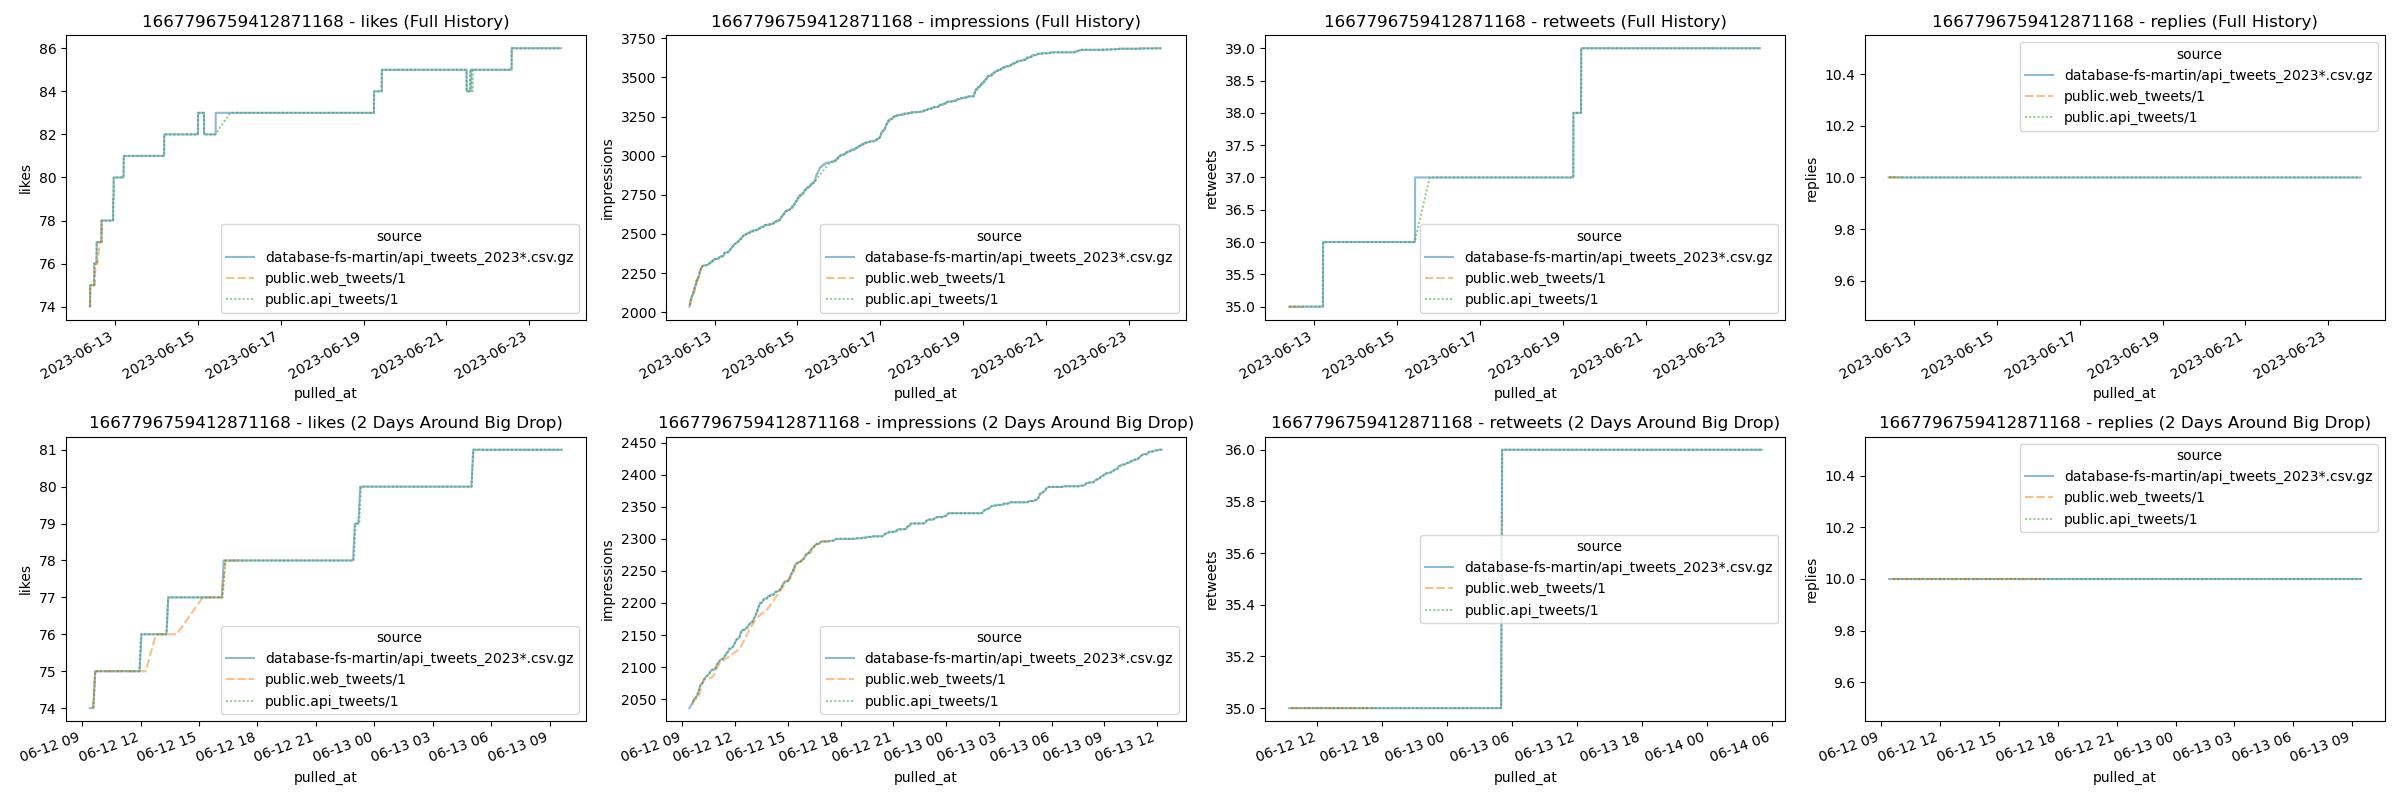 1667796759412871168 - likes (Full History)
86
84
82
80
78
76
74
likes
source
database-fs-martin/api_tweets_2023*.csv.gz
public.web_tweets/1
public.api_tweets/1
2023-06-13
2023-06-15
2023-06-17
2023-06-19
2023-06-21
2023-06-23
pulled_at
1667796759412871168 - impressions (Full History)
3750
3500
3250
3000
2750
2500
2250
2000
impressions
source
database-fs-martin/api_tweets_2023*.csv.gz
public.web_tweets/1
public.api_tweets/1
2023-06-13
2023-06-15
2023-06-17
2023-06-19
2023-06-21
2023-06-23
pulled_at
1667796759412871168 - retweets (Full History)
39.0
38.5
38.0
37.5
37.0
36.5
36.0
35.5
35.0
retweets
source
database-fs-martin/api_tweets_2023*.csv.gz
public.web_tweets/1
public.api_tweets/1
2023-06-13
2023-06-15
2023-06-17
2023-06-19
2023-06-21
2023-06-23
pulled_at
1667796759412871168 - replies (Full History)
10.4
10.2
10.0
9.8
9.6
replies
source
database-fs-martin/api_tweets_2023*.csv.gz
public.web_tweets/1
public.api_tweets/1
2023-06-13
2023-06-15
2023-06-17
2023-06-19
2023-06-21
2023-06-23
pulled_at
1667796759412871168 - likes (2 Days Around Big Drop)
81
80
79
78
77
76
75
74
likes
source
database-fs-martin/api_tweets_2023*.csv.gz
public.web_tweets/1
public.api_tweets/1
06-12 09
06-12 12
06-12 15
06-12 18
06-12 21
06-13 00
06-13 03
06-13 06
06-13 09
pulled_at
1667796759412871168 - impressions (2 Days Around Big Drop)
2450
2400
2350
2300
2250
2200
2150
2100
2050
impressions
source
database-fs-martin/api_tweets_2023*.csv.gz
public.web_tweets/1
public.api_tweets/1
06-12 09
06-12 12
06-12 15
06-12 18
06-12 21
06-13 00
06-13 03
06-13 06
06-13 09
06-13 12
pulled_at
1667796759412871168 - retweets (2 Days Around Big Drop)
36.0
35.8
35.6
35.4
35.2
35.0
retweets
source
database-fs-martin/api_tweets_2023*.csv.gz
public.web_tweets/1
public.api_tweets/1
06-12 12
06-12 18
06-13 00
06-13 06
06-13 12
06-13 18
06-14 00
06-14 06
pulled_at
1667796759412871168 - replies (2 Days Around Big Drop)
10.4
10.2
10.0
9.8
9.6
replies
source
database-fs-martin/api_tweets_2023*.csv.gz
public.web_tweets/1
public.api_tweets/1
06-12 09
06-12 12
06-12 15
06-12 18
06-12 21
06-13 00
06-13 03
06-13 06
06-13 09
pulled_at